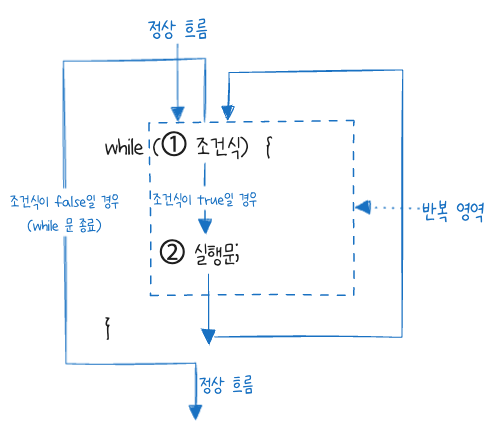 정상 흐름
while (① 조건식) {
조건식이 false일 경우
(while 문 종료)
조건식이 true일 경우
반복 영역
② 실행문;
}
정상 흐름